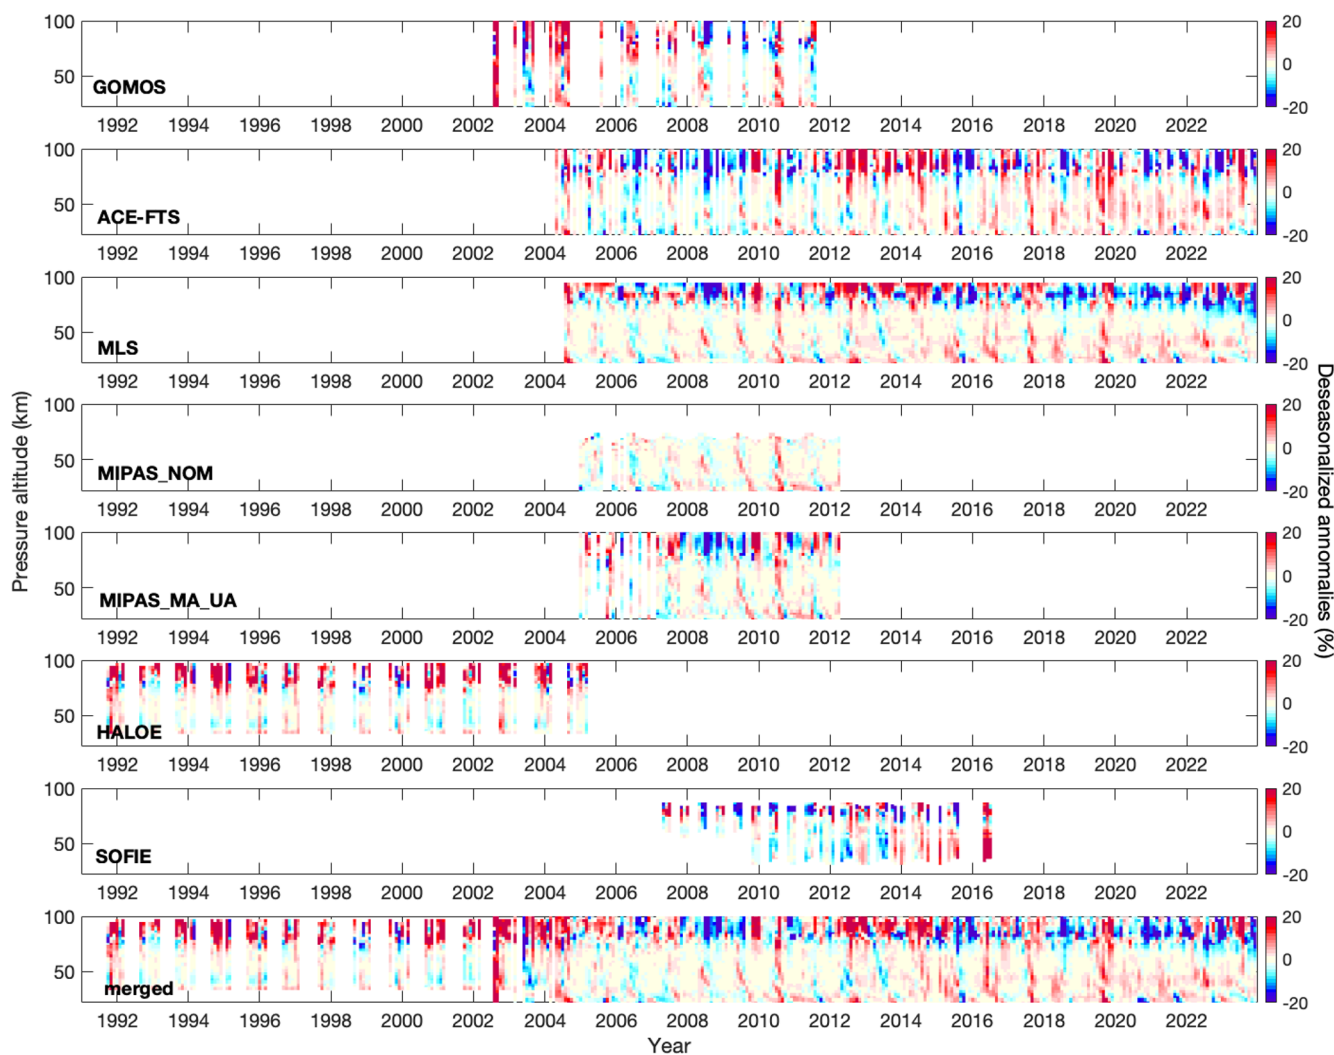 100 20
50 0
GOMOS -20
1992 1994 1996 1998 2000 2002 2004 2006 2008 2010 2012 2014 2016 2018 2020 2022
100 20
50 0
ACE-FTS -20
1992 1994 1996 1998 2000 2002 2004 2006 2008 2010 2012 2014 2016 2018 2020 2022
100 20
50 0
MLS -20
1992 1994 1996 1998 2000 2002 2004 2006 2008 2010 2012 2014 2016 2018 2020 2022
Pressure altitude (km)
Deseasonalized annomalies (%)
100 20
50 0
MIPAS_NOM -20
1992 1994 1996 1998 2000 2002 2004 2006 2008 2010 2012 2014 2016 2018 2020 2022
100 20
50 0
MIPAS_MA_UA -20
1992 1994 1996 1998 2000 2002 2004 2006 2008 2010 2012 2014 2016 2018 2020 2022
100 20
50 0
HALOE -20
1992 1994 1996 1998 2000 2002 2004 2006 2008 2010 2012 2014 2016 2018 2020 2022
100 20
50 0
SOFIE -20
1992 1994 1996 1998 2000 2002 2004 2006 2008 2010 2012 2014 2016 2018 2020 2022
100 20
50 0
merged -20
1992 1994 1996 1998 2000 2002 2004 2006 2008 2010 2012 2014 2016 2018 2020 2022
Year